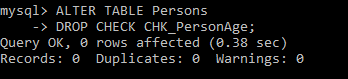 mysql> ALTER TABLE Persons
    -> DROP CHECK CHK_PersonAge;
Query OK, 0 rows affected (0.38 sec)
Records: 0  Duplicates: 0  Warnings: 0